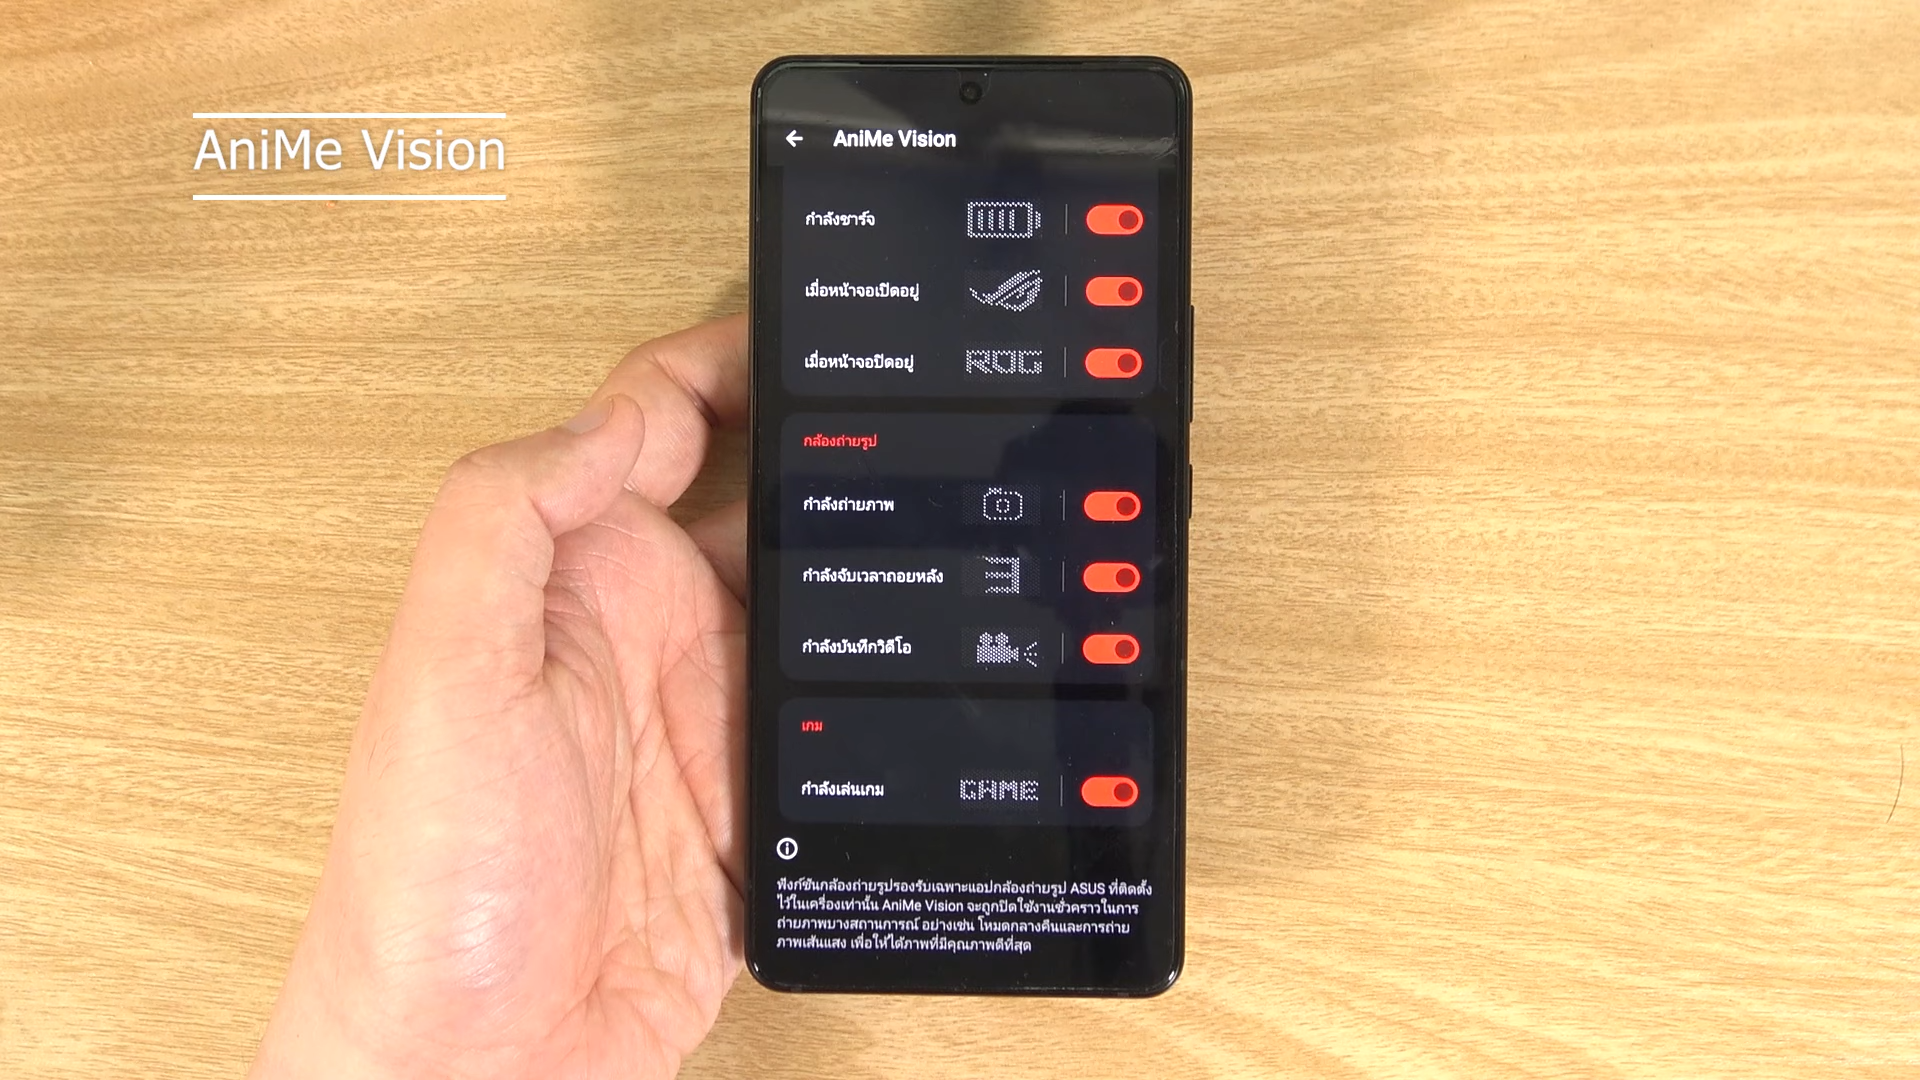 AniMe Vision
AniMe Vision
กำลังชาร์จ
เมื่อหน้าจอเปิดอยู่
เมื่อหน้าจอปิดอยู่
ROG
กล้องถ่ายรูป
กำลังถ่ายภาพ
กำลังจับเวลาถอยหลัง
3
กำลังบันทึกวิดีโอ
เกม
กำลังเล่นเกม
GAME
ฟังก์ชันกล้องถ่ายรูปรองรับเฉพาะแอปกล้องถ่ายรูป ASUS ที่ติดตั้ง
ไว้ในเครื่องเท่านั้น AniMe Vision จะถูกปิดใช้งานชั่วคราวในการ
ถ่ายภาพบางสถานการณ์ อย่างเช่น โหมดกลางคืนและการถ่าย
ภาพเส้นแสง เพื่อให้ได้ภาพที่มีคุณภาพดีที่สุด